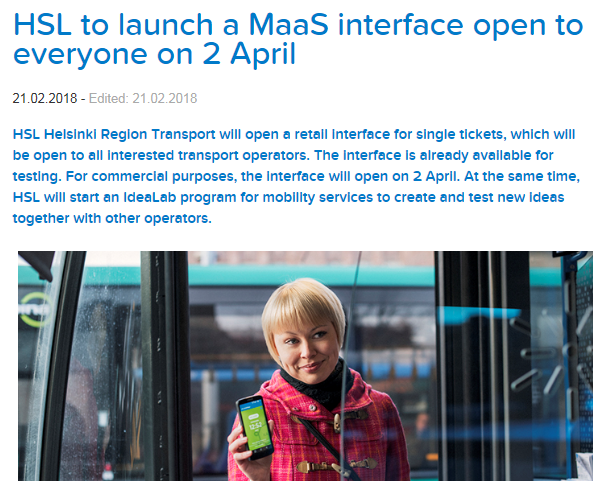 HSL to launch a MaaS interface open to
everyone on 2 April
21.02.2018 - Edited: 21.02.2018
HSL Helsinki Region Transport will open a retail interface for single tickets, which will
be open to all interested transport operators. The interface is already available for
testing. For commercial purposes, the interface will open on 2 April. At the same time,
HSL will start an IdeaLab program for mobility services to create and test new ideas
together with other operators.